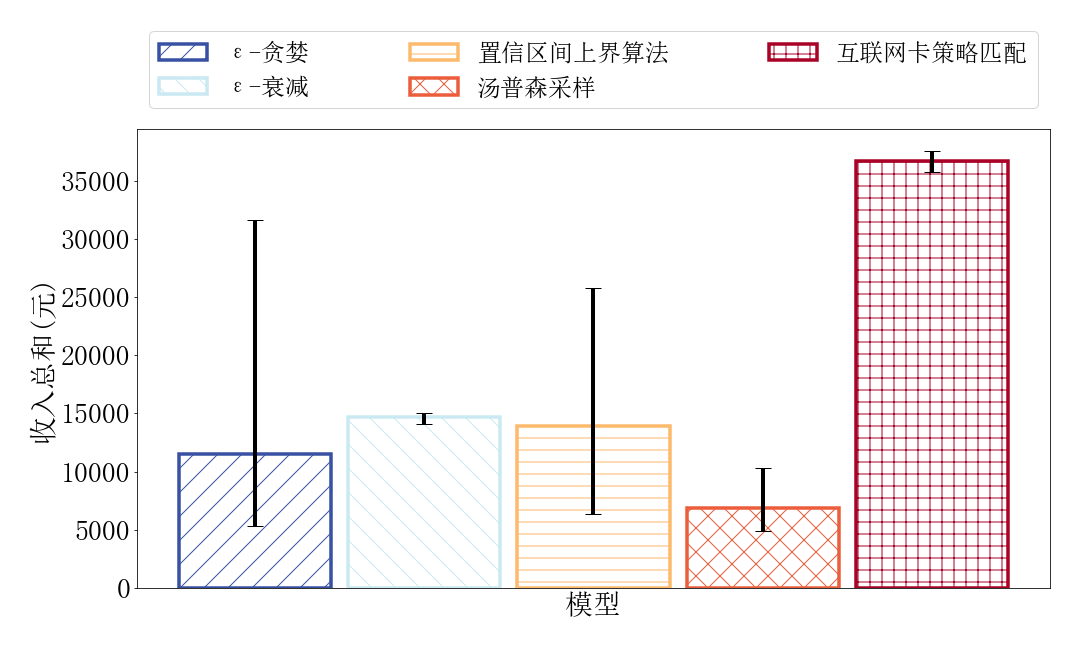 ε-贪婪
置信区间上界算法
互联网卡策略匹配
ε-衰减
汤普森采样
35000
30000
25000
20000
15000
10000
5000
0
收入总和(元)
模型